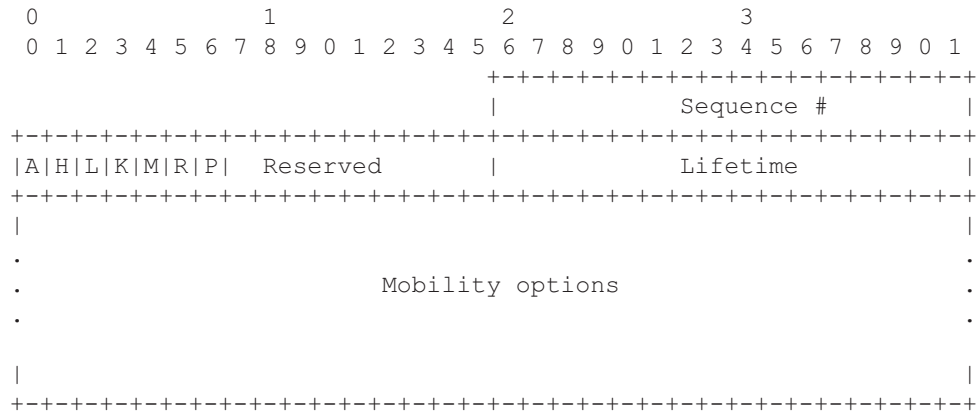 0                   1                   2                   3
 0 1 2 3 4 5 6 7 8 9 0 1 2 3 4 5 6 7 8 9 0 1 2 3 4 5 6 7 8 9 0 1
                                +-+-+-+-+-+-+-+-+-+-+-+-+-+-+-+-+
                                |            Sequence #         |
+-+-+-+-+-+-+-+-+-+-+-+-+-+-+-+-+-+-+-+-+-+-+-+-+-+-+-+-+-+-+-+-+
|A|H|L|K|M|R|P|  Reserved       |            Lifetime           |
+-+-+-+-+-+-+-+-+-+-+-+-+-+-+-+-+-+-+-+-+-+-+-+-+-+-+-+-+-+-+-+-+
|                                                               |
.                                                               .
.                        Mobility options                       .
.                                                               .
|                                                               |
+-+-+-+-+-+-+-+-+-+-+-+-+-+-+-+-+-+-+-+-+-+-+-+-+-+-+-+-+-+-+-+-+